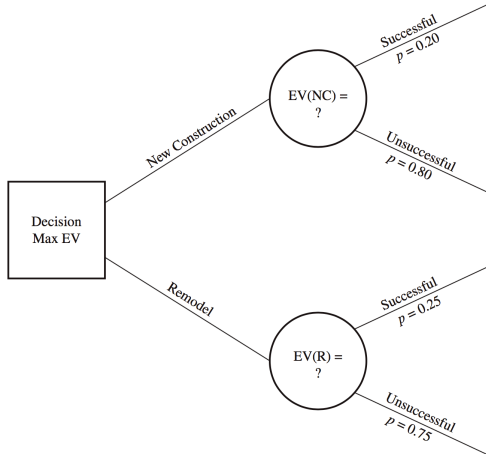 Successful
p = 0.20
EV(NC) =
?
New Construction
Unsuccessful
p = 0.80
Decision
Max EV
Remodel
Successful
p = 0.25
EV(R) =
?
Unsuccessful
p = 0.75